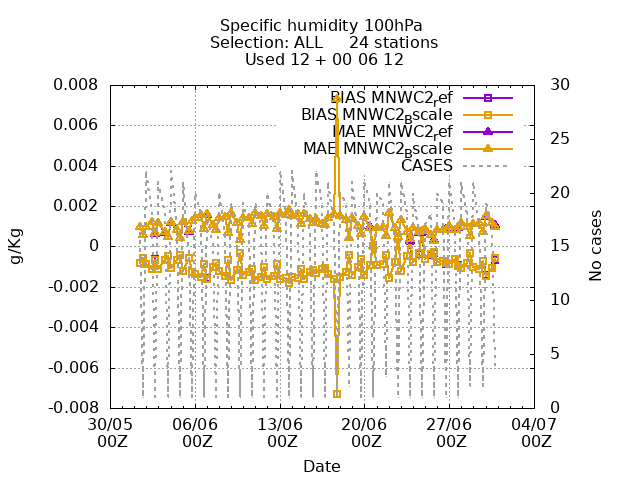 Specific humidity 100hPa
Selection: ALL 24 stations
Used 12 + 00 06 12
0.008
0.006
0.004
0.002
0
-0.002
-0.004
-0.006
-0.008
g/Kg
30
25
20
15
10
5
0
No cases
BIAS MNWC2ref
BIAS MNWC2Bscale
MAE MNWC2ref
MAE MNWC2Bscale
CASES
30/05 06/06 13/06 20/06 27/06 04/07
00Z 00Z 00Z 00Z 00Z 00Z
Date